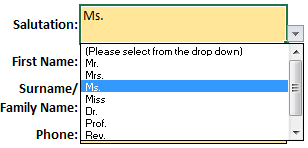 Salutation: Ms.
(Please select from the drop down)
Mr.
First Name: Mrs.
Ms.
Surname/ Miss
Family Name: Dr.
Prof.
Phone: Rev.